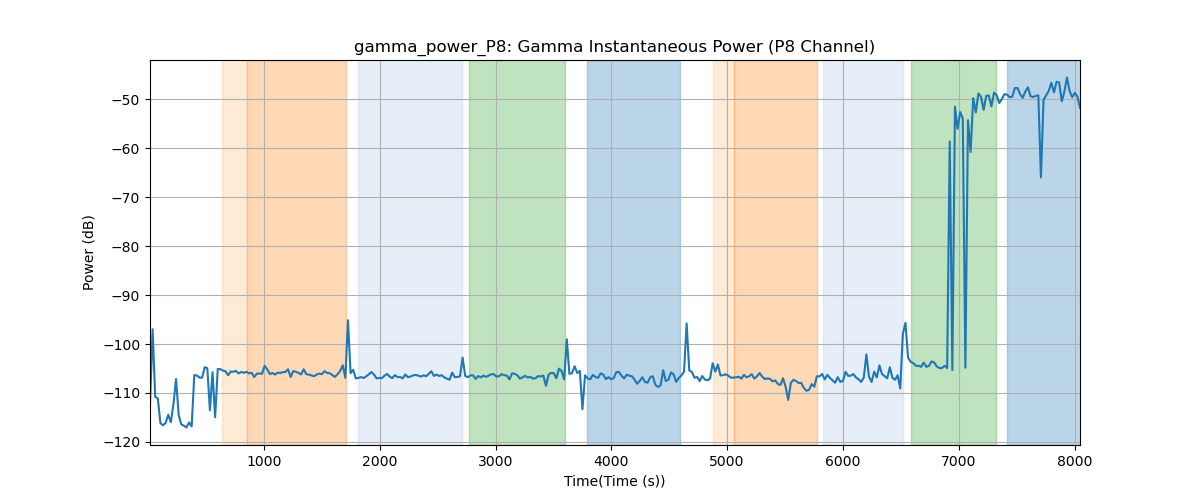 gamma_power_P8: Gamma Instantaneous Power (P8 Channel)
Power (dB)
−50
−60
−70
−80
−90
−100
−110
−120
1000 2000 3000 4000 5000 6000 7000 8000
Time(Time (s))